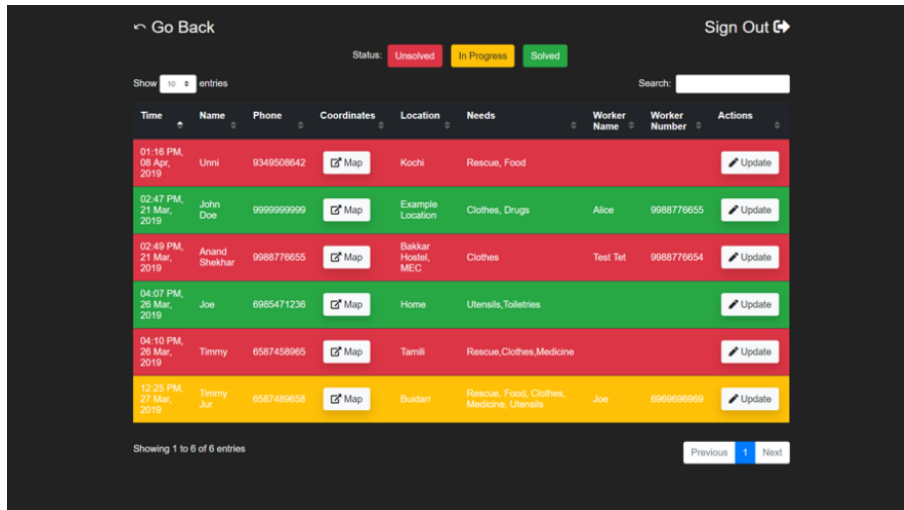 Go Back
Sign Out
Status: Unsolved In Progress Solved
Show 10 entries
Search:
Time Name Phone Coordinates Location Needs Worker Name Worker Number Actions
01:16 PM, 08 Apr, 2019 Unni 9349508642 Map Kochi Rescue, Food Update
02:47 PM, 21 Mar, 2019 John Doe 9999999999 Map Example Location Clothes, Drugs Alice 9988776655 Update
02:49 PM, 21 Mar, 2019 Anand Shekhar 9988776655 Map Bakkar Hostel, MEC Clothes Test Tet 9988776654 Update
04:07 PM, 26 Mar, 2019 Joe 6985471236 Map Home Utensils,Toiletries Update
04:10 PM, 26 Mar, 2019 Timmy 6587458965 Map Tamili Rescue,Clothes,Medicine Update
12:25 PM, 27 Mar, 2019 Timmy Jur 6587489658 Map Buidarr Rescue, Food, Clothes, Medicine, Utensils Joe 6969696969 Update
Showing 1 to 6 of 6 entries
Previous 1 Next